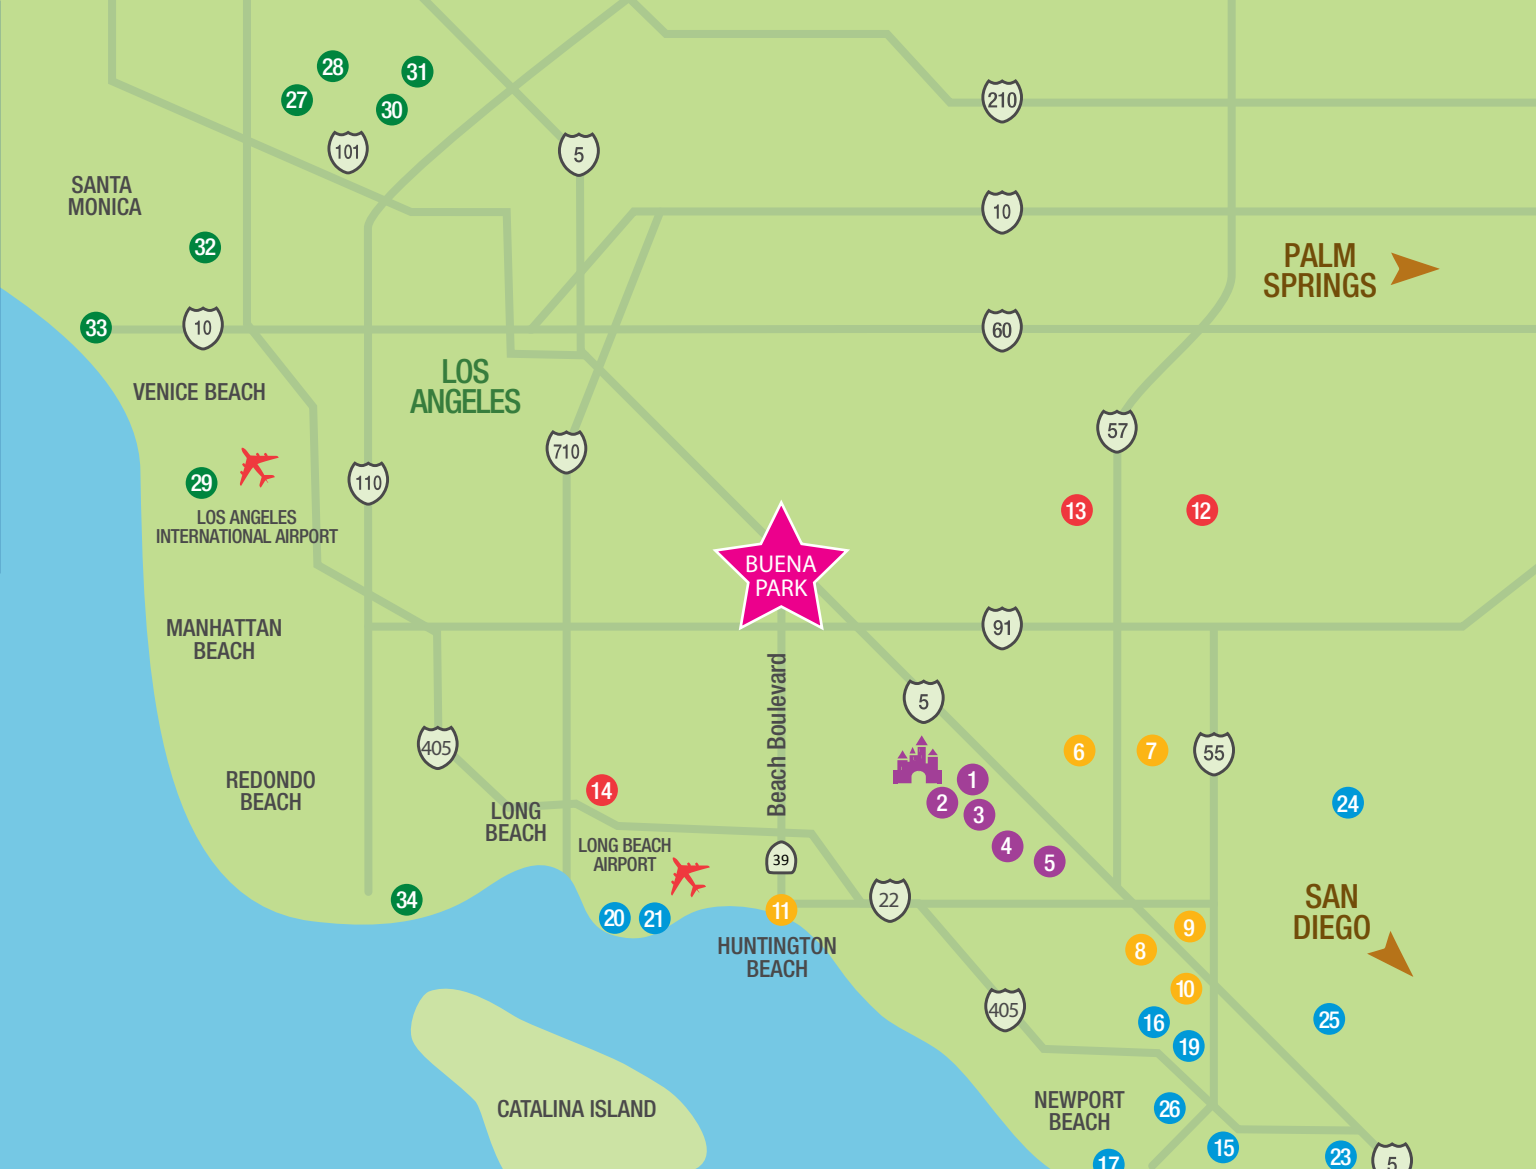 28
31
27
30
210
101
5
SANTA
MONICA
10
32
PALM
SPRINGS
33
10
60
VENICE BEACH
LOS
ANGELES
57
710
29
110
LOS ANGELES
INTERNATIONAL AIRPORT
13
12
BUENA
PARK
MANHATTAN
BEACH
91
Beach Boulevard
5
405
6
7
55
REDONDO
BEACH
1
2
3
4
5
24
14
LONG
BEACH
LONG BEACH
AIRPORT
39
34
20
21
11
22
HUNTINGTON
BEACH
SAN
DIEGO
9
8
10
405
16
19
25
CATALINA ISLAND
NEWPORT
BEACH
26
15
17
23
5